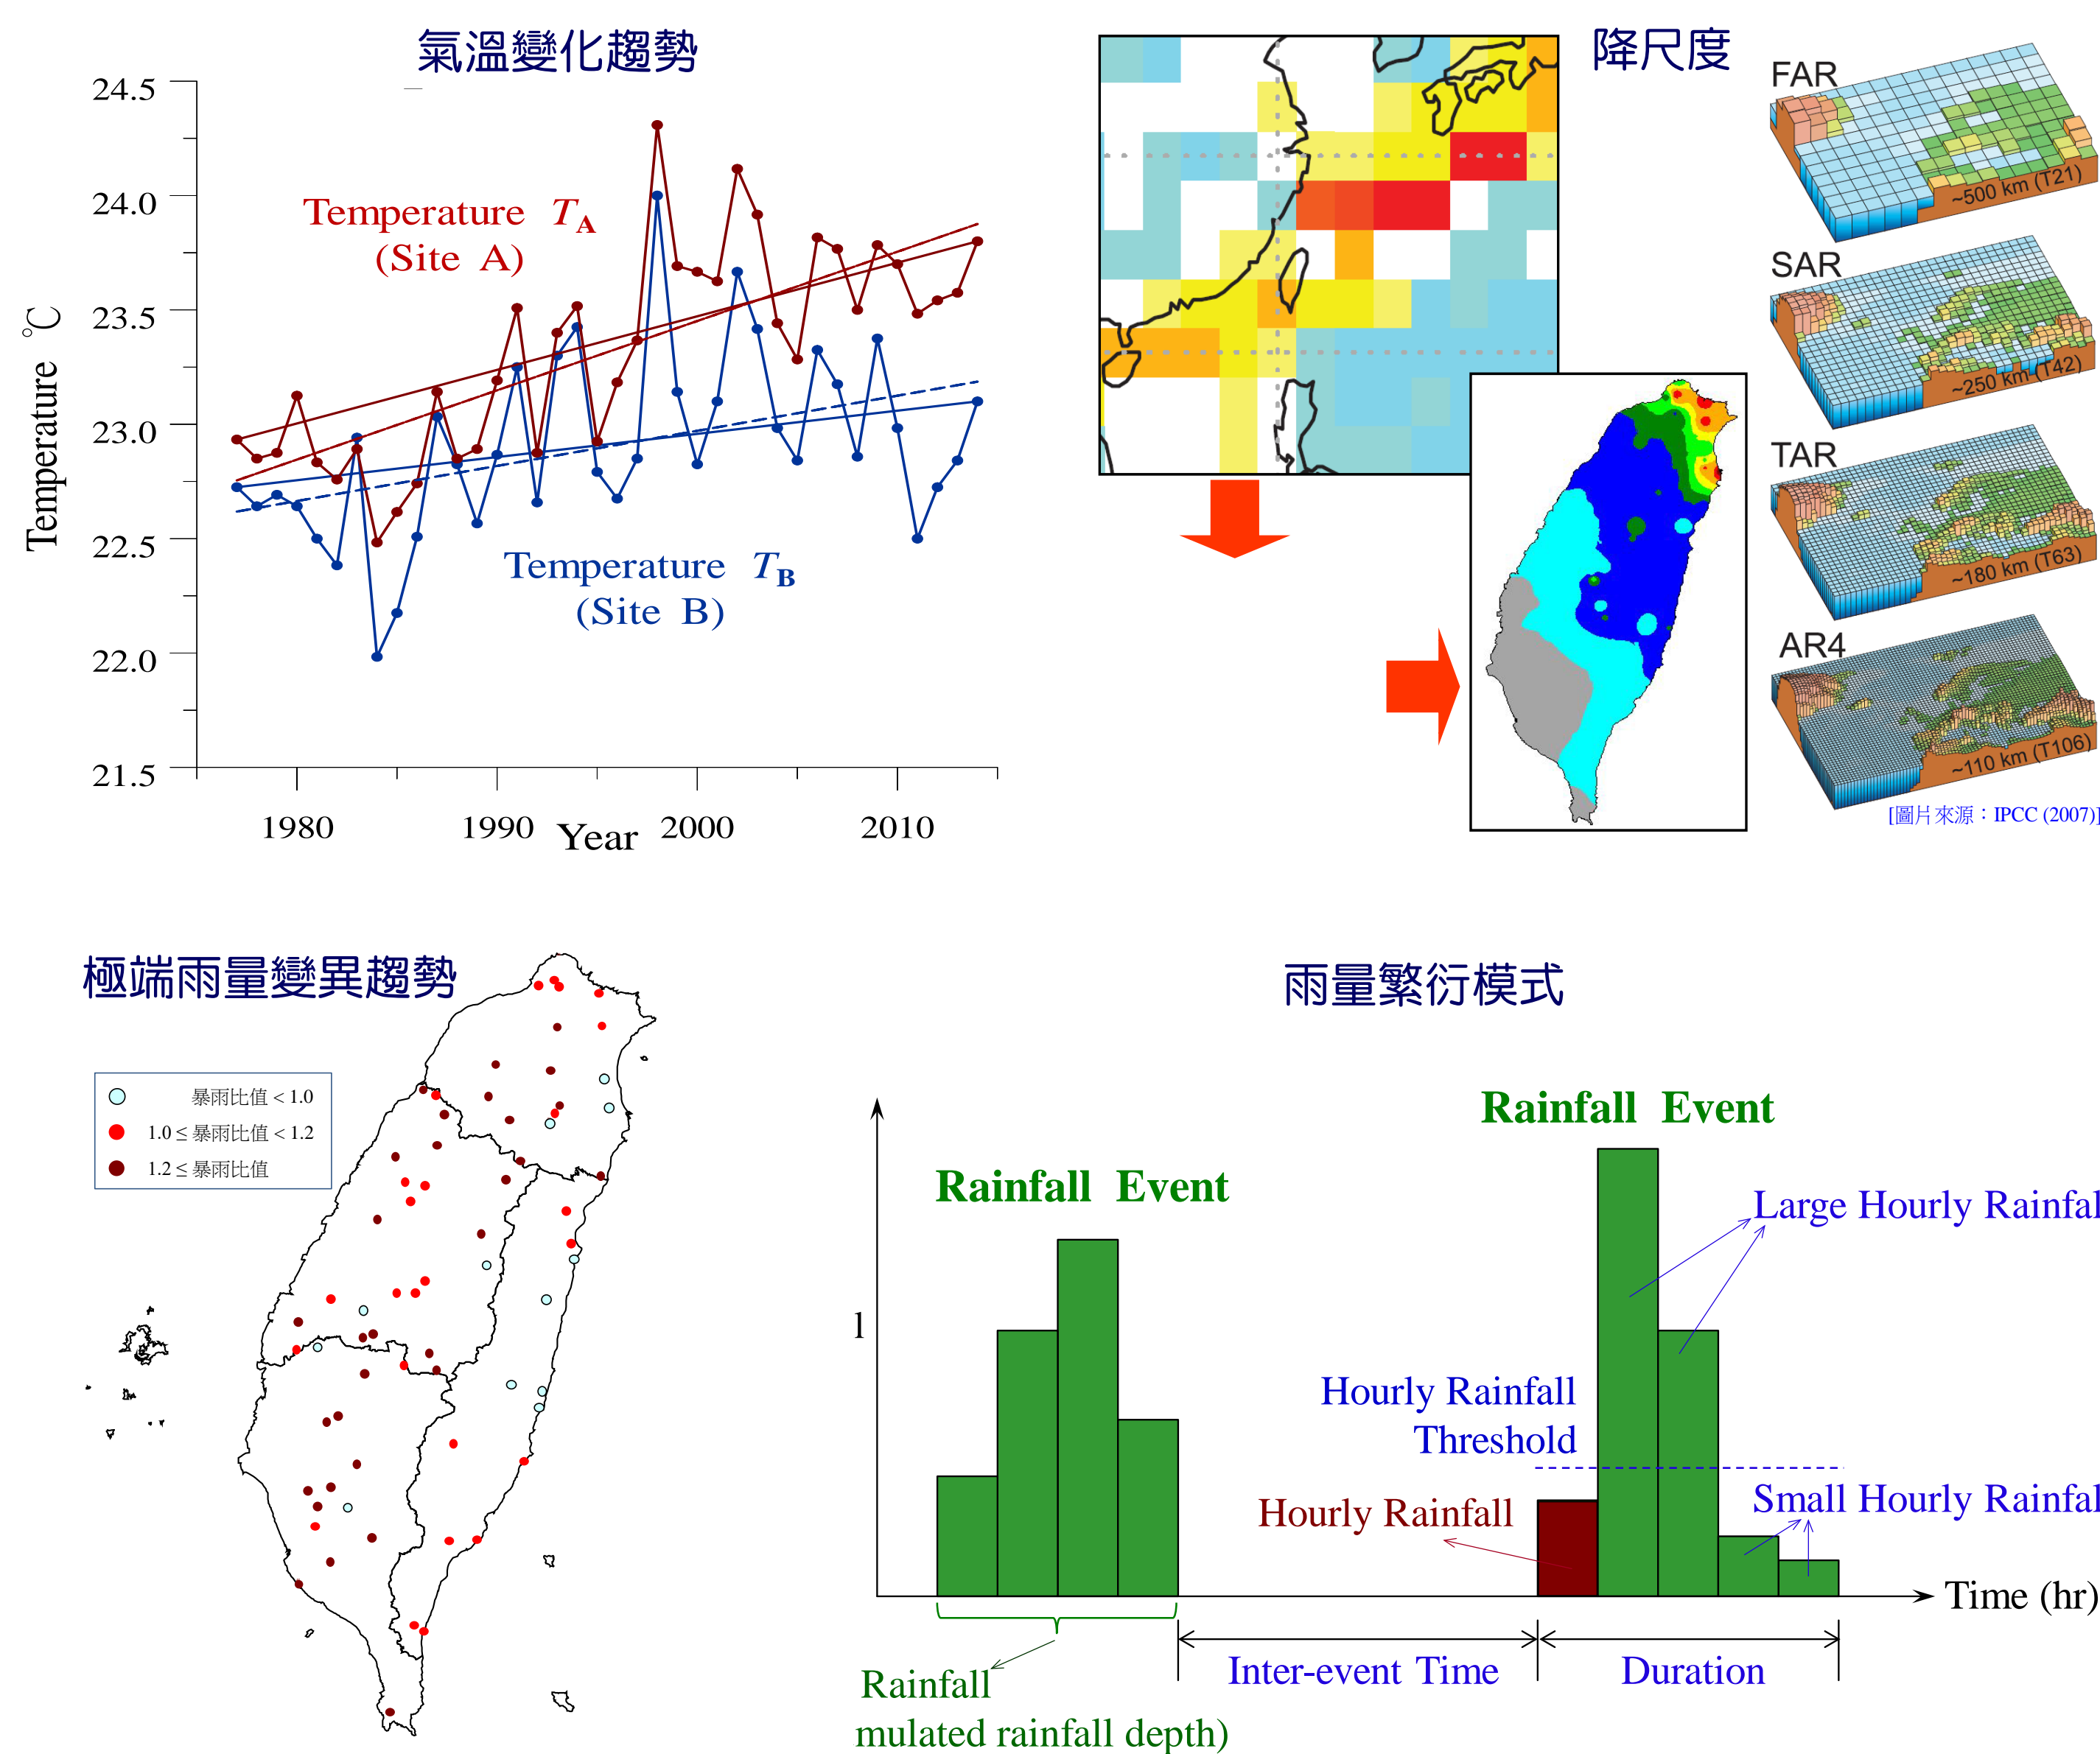 氣溫變化趨勢
24.5
24.0
23.5
23.0
22.5
22.0
21.5
Temperature °C
Temperature TA
(Site A)
Temperature TB
(Site B)
1980
1990
2000
2010
Year
降尺度
FAR
~500 km (T21)
SAR
~250 km (T42)
TAR
~180 km (T63)
AR4
~110 km (T106)
[圖片來源：IPCC (2007)]
極端雨量變異趨勢
暴雨比值 < 1.0
1.0 ≤ 暴雨比值 < 1.2
1.2 ≤ 暴雨比值
雨量繁衍模式
Rainfall Event
Rainfall Event
Large Hourly Rainfal
l
Hourly Rainfall
Threshold
Hourly Rainfall
Small Hourly Rainfal
Time (hr)
Inter-event Time
Duration
Rainfall
mulated rainfall depth)